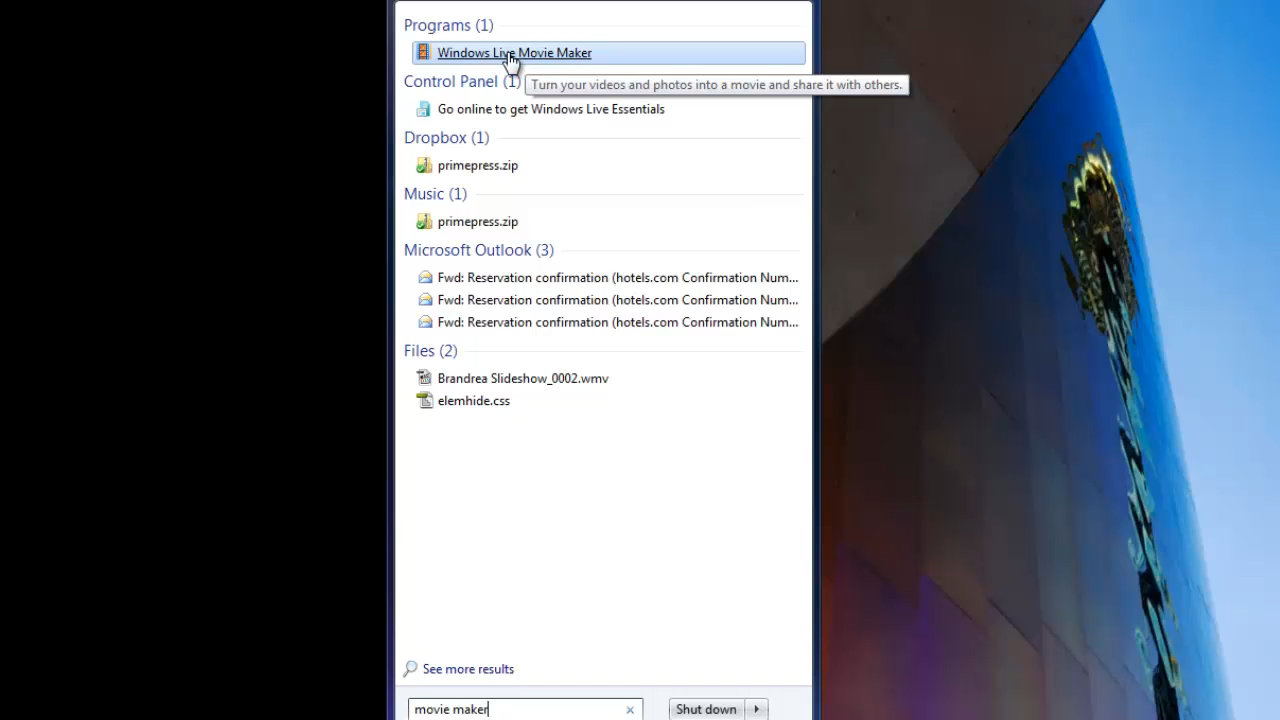 Programs (1)
Windows Live Movie Maker
Turn your videos and photos into a movie and share it with others.
Control Panel (1)
Go online to get Windows Live Essentials
Dropbox (1)
primepress.zip
Music (1)
primepress.zip
Microsoft Outlook (3)
Fwd: Reservation confirmation (hotels.com Confirmation Num...
Fwd: Reservation confirmation (hotels.com Confirmation Num...
Fwd: Reservation confirmation (hotels.com Confirmation Num...
Files (2)
Brandrea Slideshow_0002.wmv
elemhide.css
See more results
movie maker
Shut down